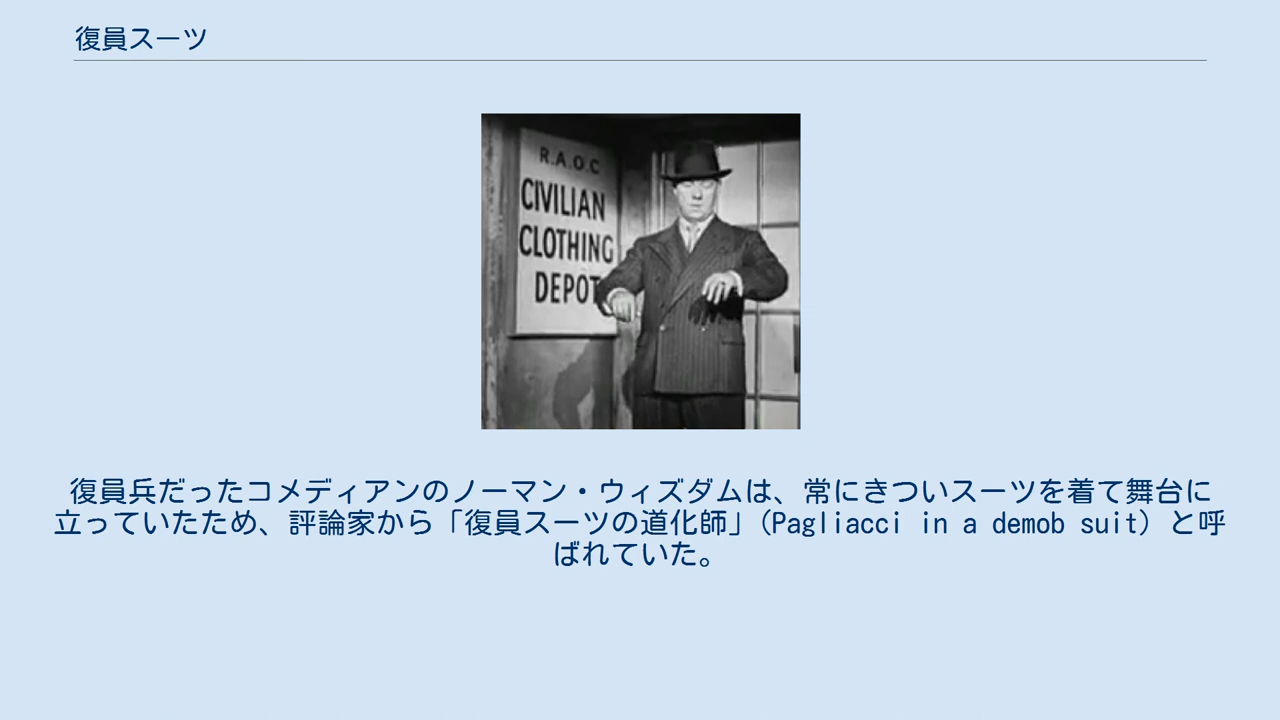 復員スーツ
R.A.O.C
CIVILIAN
CLOTHING
DEPOT
復員兵だったコメディアンのノーマン・ウィズダムは、常にきついスーツを着て舞台に
立っていたため、評論家から「復員スーツの道化師」(Pagliacci in a demob suit) と呼
ばれていた。